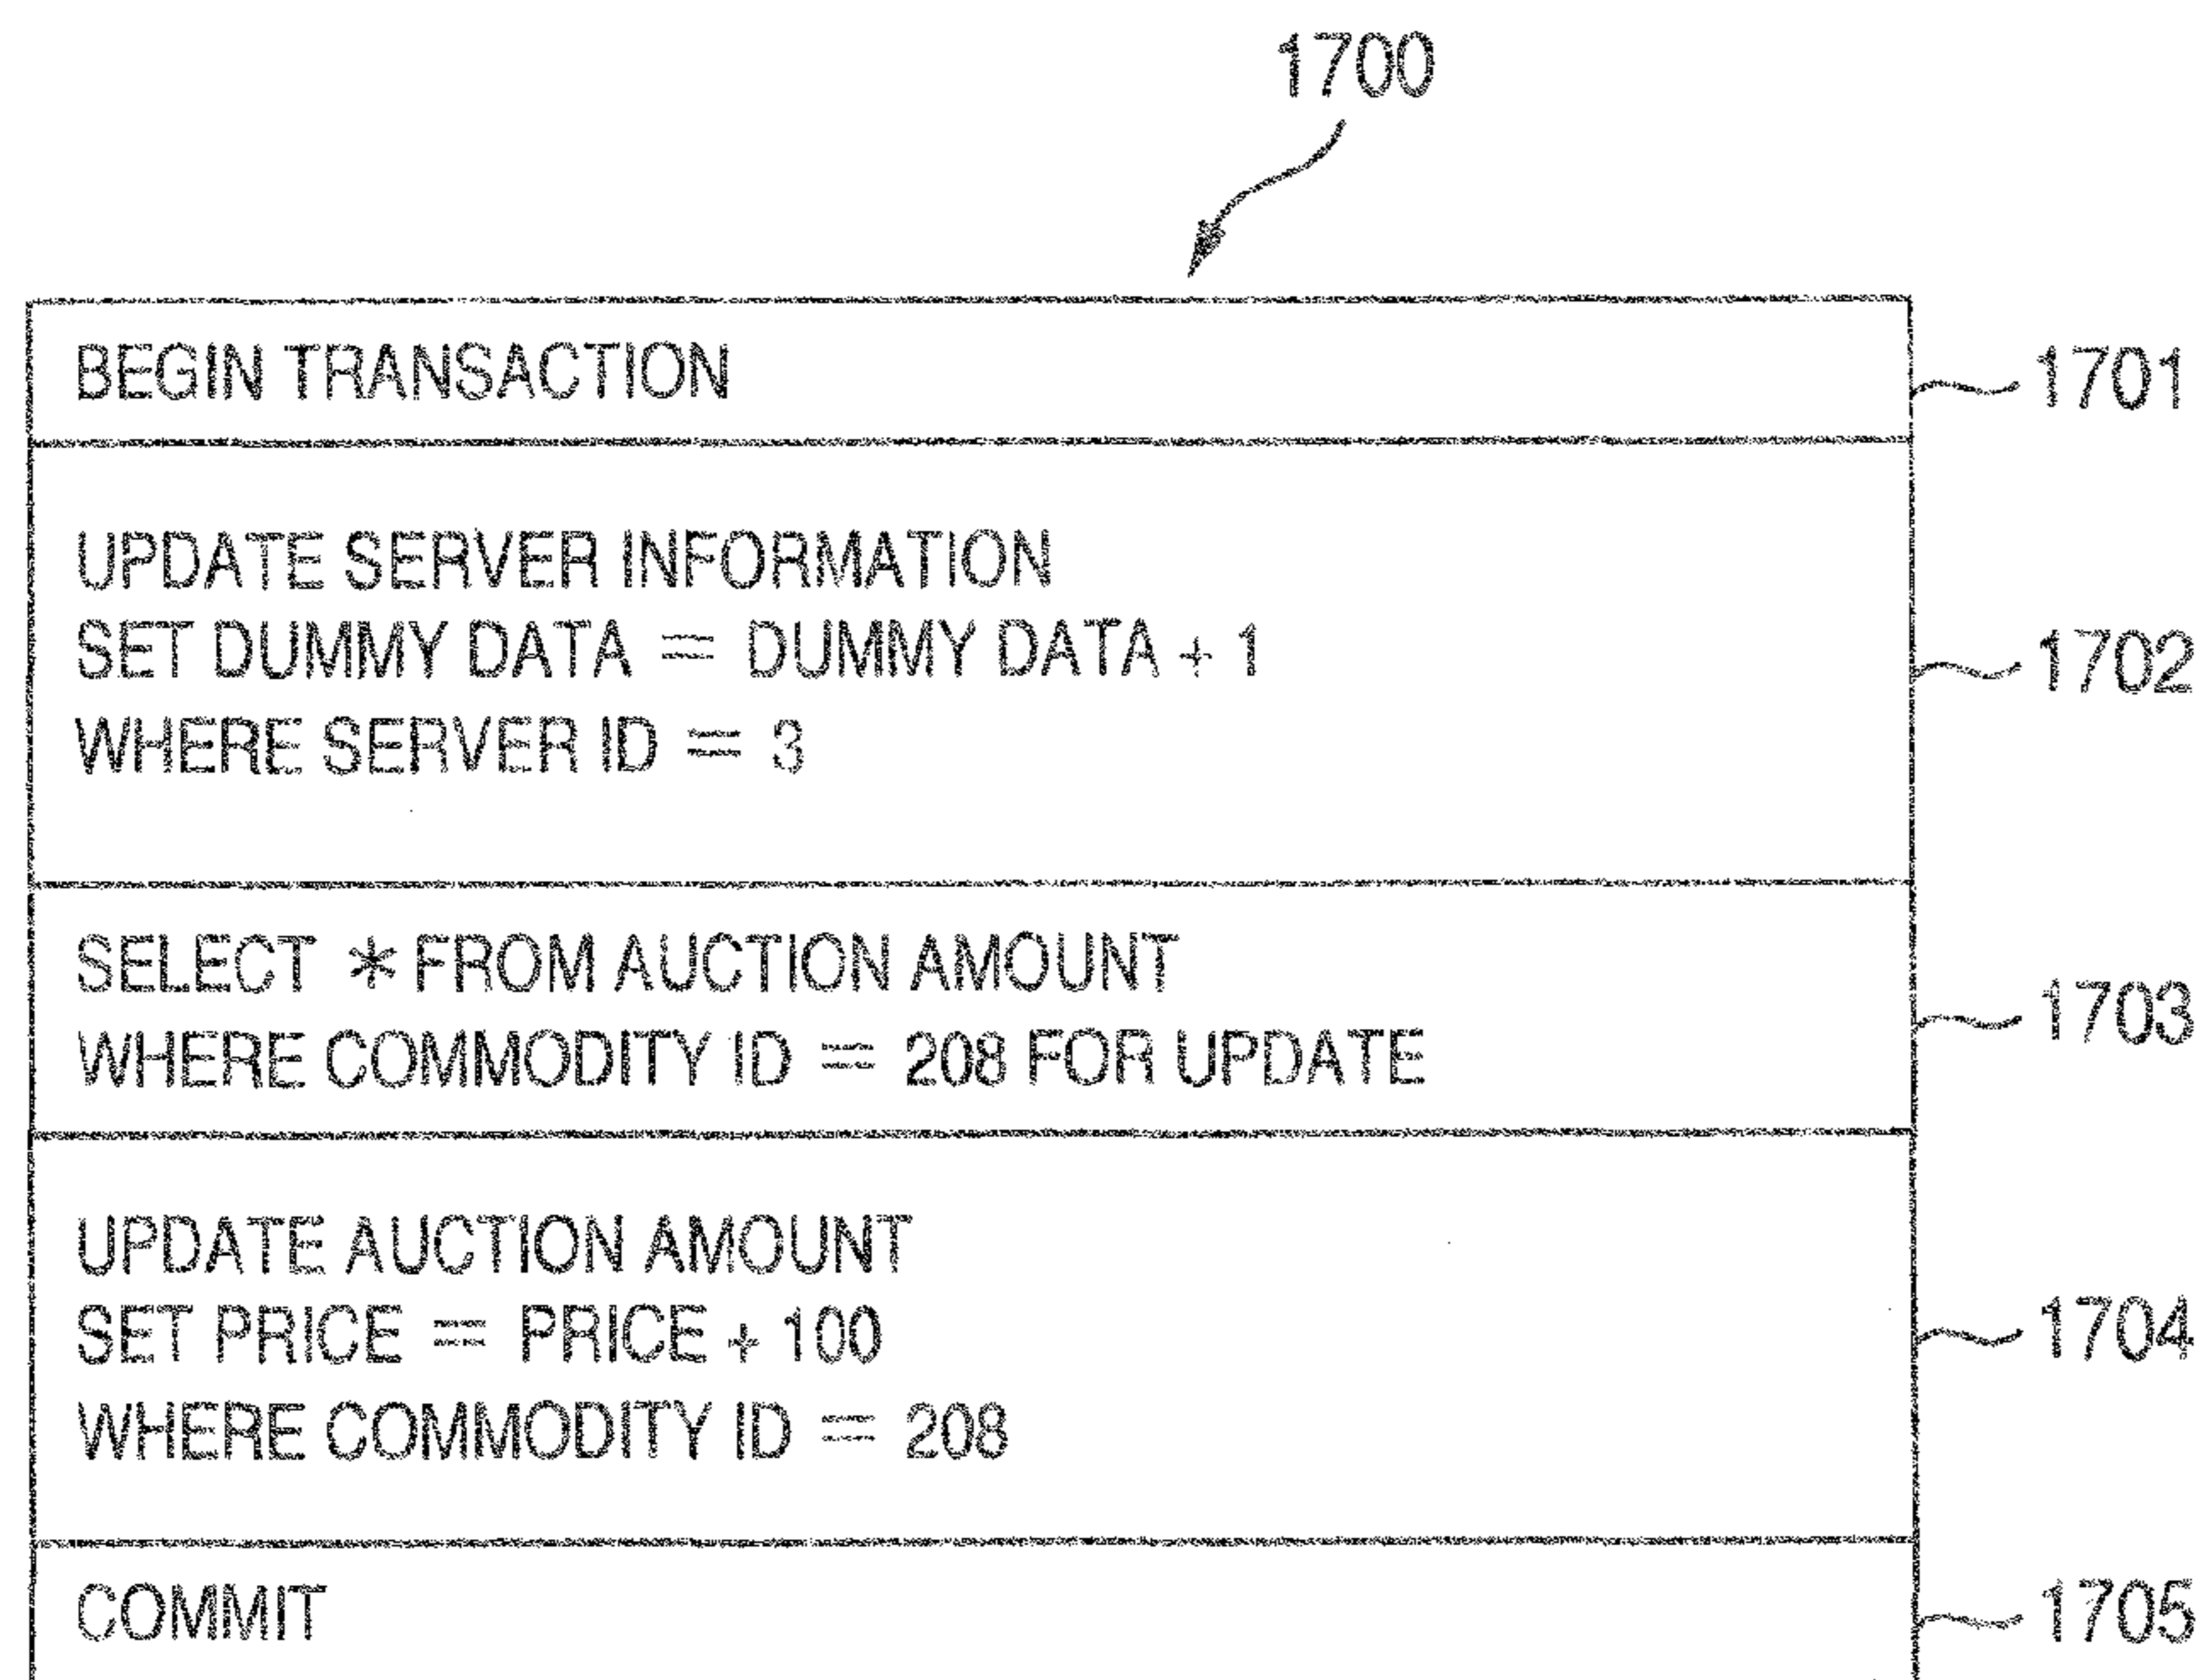 1700
BEGIN TRANSACTION
1701
UPDATE SERVER INFORMATION
SET DUMMY DATA = DUMMY DATA + 1
1702
WHERE SERVER ID = 3
SELECT * FROM AUCTION AMOUNT
1703
WHERE COMMODITY ID = 208 FOR UPDATE
UPDATE AUCTION AMOUNT
SET PRICE = PRICE + 100
1704
WHERE COMMODITY ID = 208
COMMIT
1705